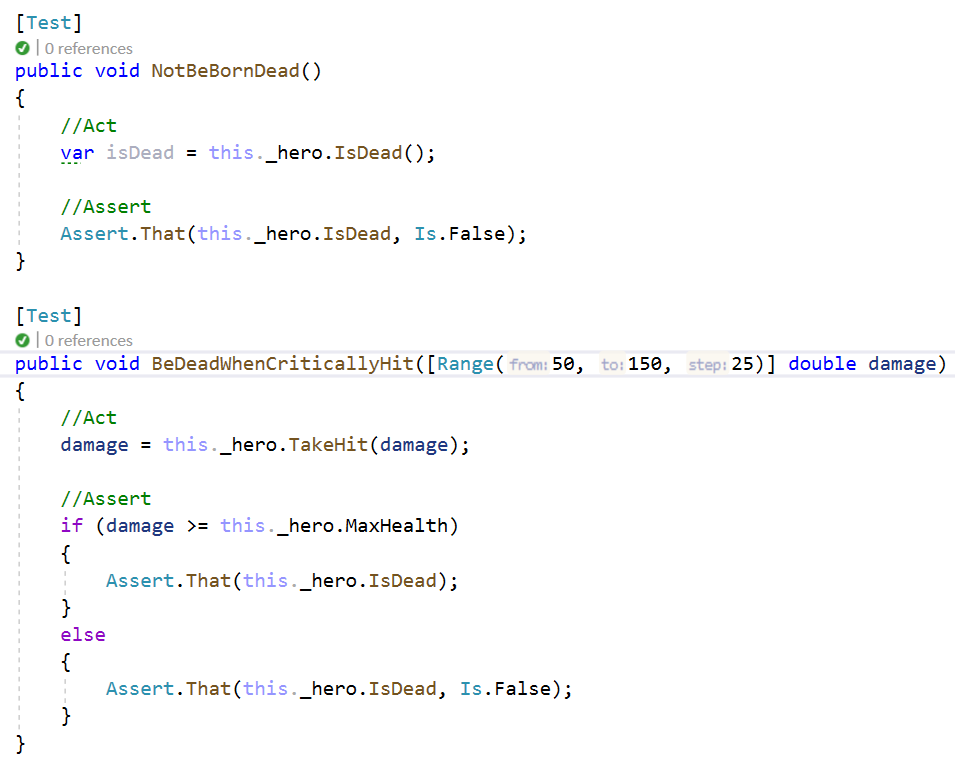 [Test]
| 0 references
public void NotBeBornDead()
{
    //Act
    var isDead = this._hero.IsDead();

    //Assert
    Assert.That(this._hero.IsDead, Is.False);
}

[Test]
| 0 references
public void BeDeadWhenCriticallyHit([Range(from: 50, to: 150, step: 25)] double damage)
{
    //Act
    damage = this._hero.TakeHit(damage);

    //Assert
    if (damage >= this._hero.MaxHealth)
    {
        Assert.That(this._hero.IsDead);
    }
    else
    {
        Assert.That(this._hero.IsDead, Is.False);
    }
}